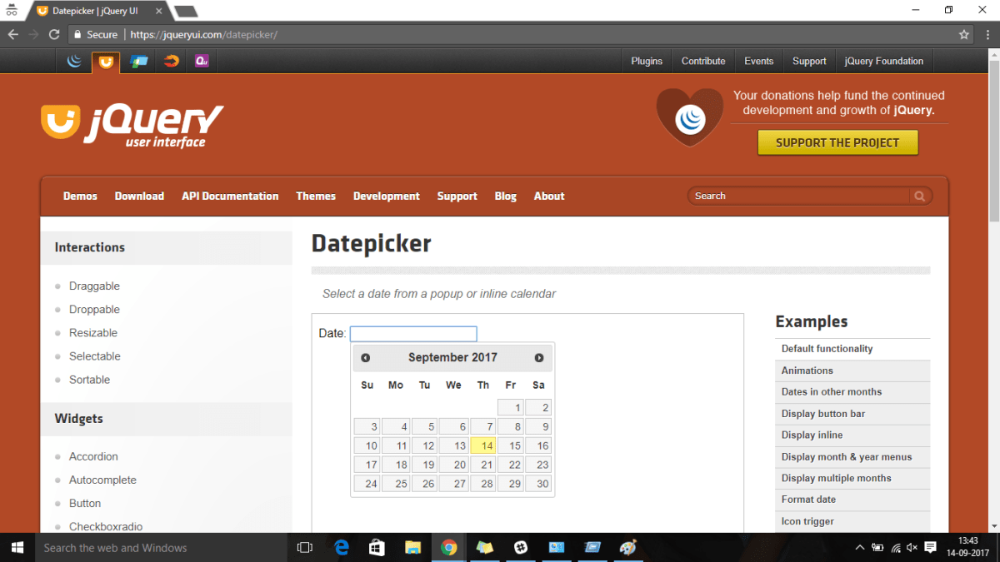 Datepicker | jQuery UI
Secure | https://jqueryui.com/datepicker/
Qu
Plugins Contribute Events Support jQuery Foundation
jQuery
user interface
Your donations help fund the continued
development and growth of jQuery.
SUPPORT THE PROJECT
Demos Download API Documentation Themes Development Support Blog About Search
Interactions
Draggable
Droppable
Resizable
Selectable
Sortable
Widgets
Accordion
Autocomplete
Button
Checkboxradio
Datepicker
Select a date from a popup or inline calendar
Date:
September 2017
Su Mo Tu We Th Fr Sa
1 2
3 4 5 6 7 8 9
10 11 12 13 14 15 16
17 18 19 20 21 22 23
24 25 26 27 28 29 30
Examples
Default functionality
Animations
Dates in other months
Display button bar
Display inline
Display month & year menus
Display multiple months
Format date
Icon trigger
Search the web and Windows
13:43
14-09-2017